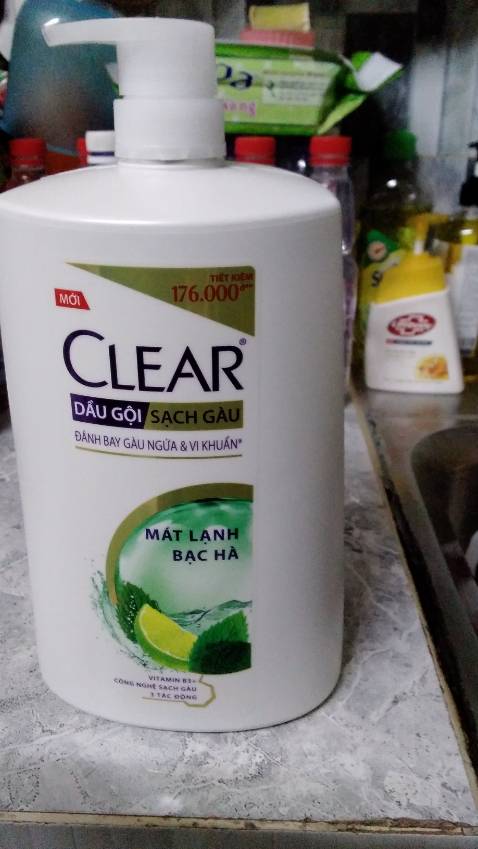 MỚI
TIẾT KIỆM
176.000đ***
CLEAR®
DẦU GỘI SẠCH GÀU
ĐÁNH BAY GÀU NGỨA & VI KHUẨN*
MÁT LẠNH
BẠC HÀ
VITAMIN B3+
CÔNG NGHỆ SẠCH GÀU
3 TÁC ĐỘNG